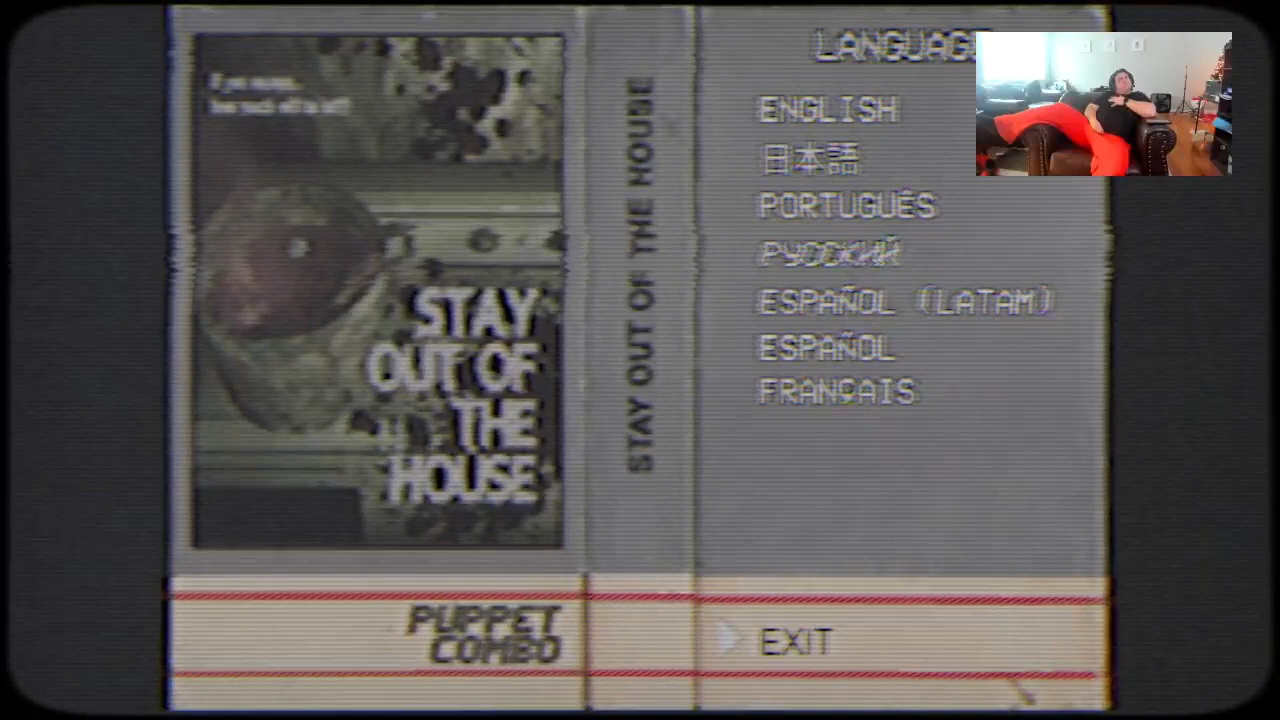 STAY
OUT OF
THE
HOUSE
PUPPET
COMBO
STAY OUT OF THE HOUSE
LANGUAGE
ENGLISH
日本語
PORTUGUÊS
РУССКИЙ
ESPAÑOL (LATAM)
ESPAÑOL
FRANÇAIS
EXIT